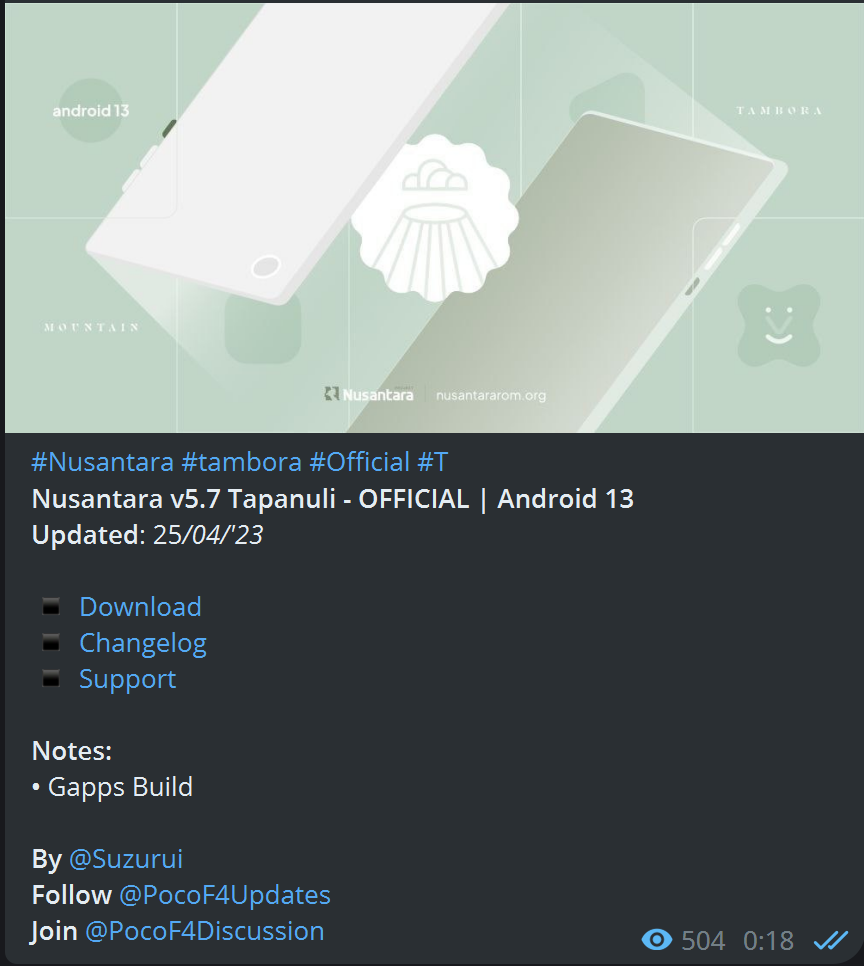 android 13
TAMBORA
MOUNTAIN
Nusantara
nusantararom.org
#Nusantara #tambora #Official #T
Nusantara v5.7 Tapanuli - OFFICIAL | Android 13
Updated: 25/04/'23
Download
Changelog
Support
Notes:
• Gapps Build
By @Suzurui
Follow @PocoF4Updates
Join @PocoF4Discussion
504 0:18